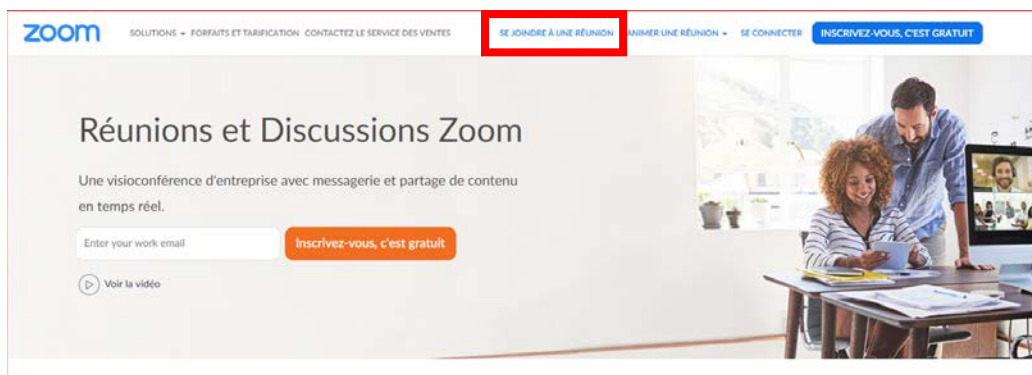 zoom SOLUTIONS FORFAITS ET TARIFICATION CONTACTEZ LE SERVICE DES VENTES SE JOINDRE À UNE RÉUNION ANIMER UNE RÉUNION SE CONNECTER INSCRIVEZ-VOUS, C'EST GRATUIT
Réunions et Discussions Zoom
Une visioconférence d'entreprise avec messagerie et partage de contenu
en temps réel.
Enter your work email Inscrivez-vous, c'est gratuit
Voir la vidéo